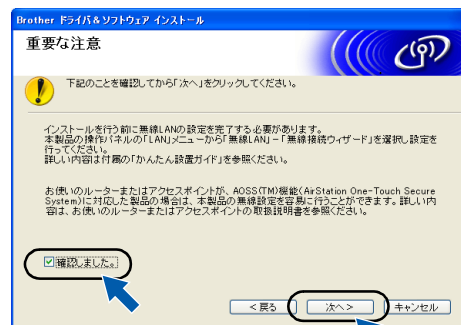 Brother ドライバ＆ソフトウェア インストール
重要な注意
下記のことを確認してから「次へ」をクリックしてください。
インストールを行う前に無線LANの設定を完了する必要があります。
本製品の操作パネルの「LAN」メニューから「無線LAN」－「無線接続ウィザード」を選択し設定を
行ってください。
詳しい内容は付属の「かんたん設置ガイド」を参照ください。
お使いのルーターまたはアクセスポイントが、AOSS(TM)機能(AirStation One-Touch Secure
System)に対応した製品の場合は、本製品の無線設定を容易に行うことができます。詳しい内
容は、お使いのルーターまたはアクセスポイントの取扱説明書を参照ください。
確認しました。
< 戻る
次へ >
キャンセル